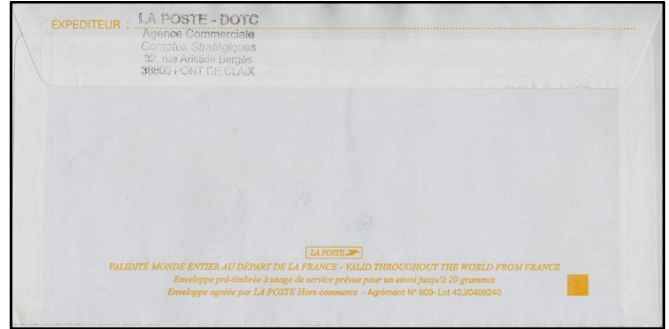 EXPEDITEUR : LA POSTE - DOTC
Agence Commerciale
Comptes Stratégiques
32, rue Aristide Bergès
38800 PONT DE CLAIX
LA POSTE
VALIDITÉ MONDE ENTIER AU DÉPART DE LA FRANCE - VALID THROUGHOUT THE WORLD FROM FRANCE
Enveloppe pré-timbrée à usage de service prévue pour un envoi jusqu'à 20 grammes
Enveloppe agréée par LA POSTE Hors commerce - Agrément N° 809- Lot 42J/0408240